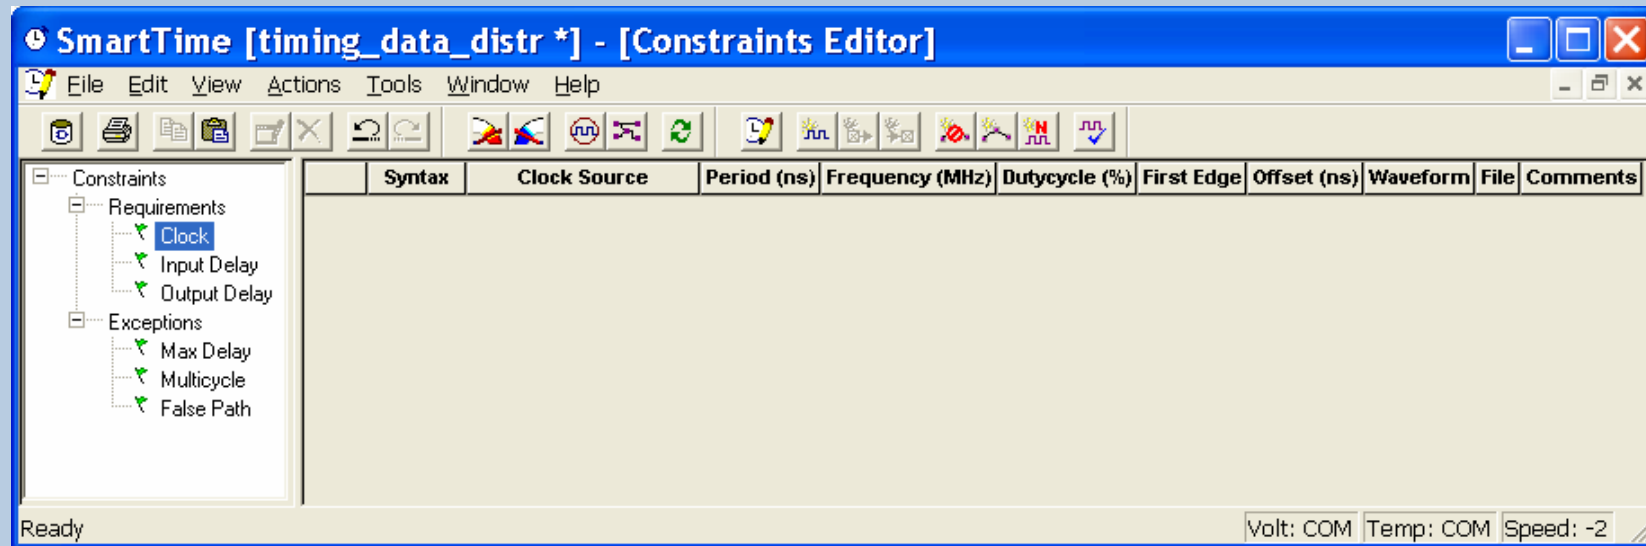 SmartTime [timing_data_distr *] - [Constraints Editor]
File Edit View Actions Tools Window Help
Syntax Clock Source Period (ns) Frequency (MHz) Dutycycle (%) First Edge Offset (ns) Waveform File Comments
Constraints
Requirements
Clock
Input Delay
Output Delay
Exceptions
Max Delay
Multicycle
False Path
Ready Volt: COM Temp: COM Speed: -2